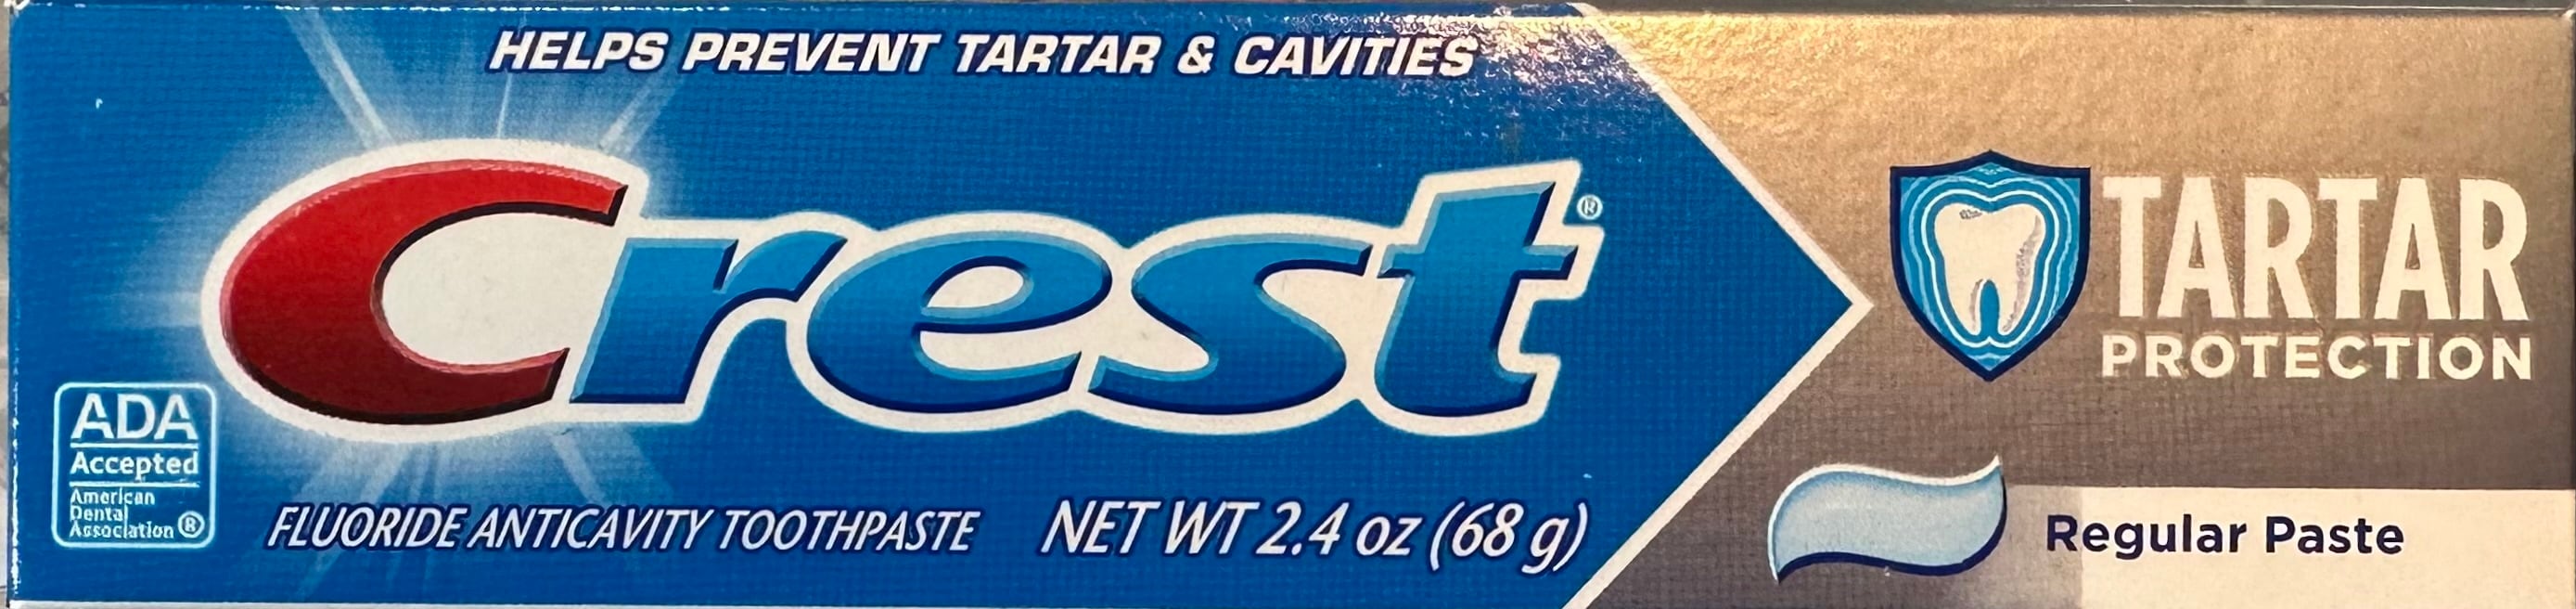 HELPS PREVENT TARTAR & CAVITIES
Crest®
ADA
Accepted
American
Dental
Association ®
FLUORIDE ANTICAVITY TOOTHPASTE NET WT 2.4 oz (68 g)
TARTAR
PROTECTION
Regular Paste